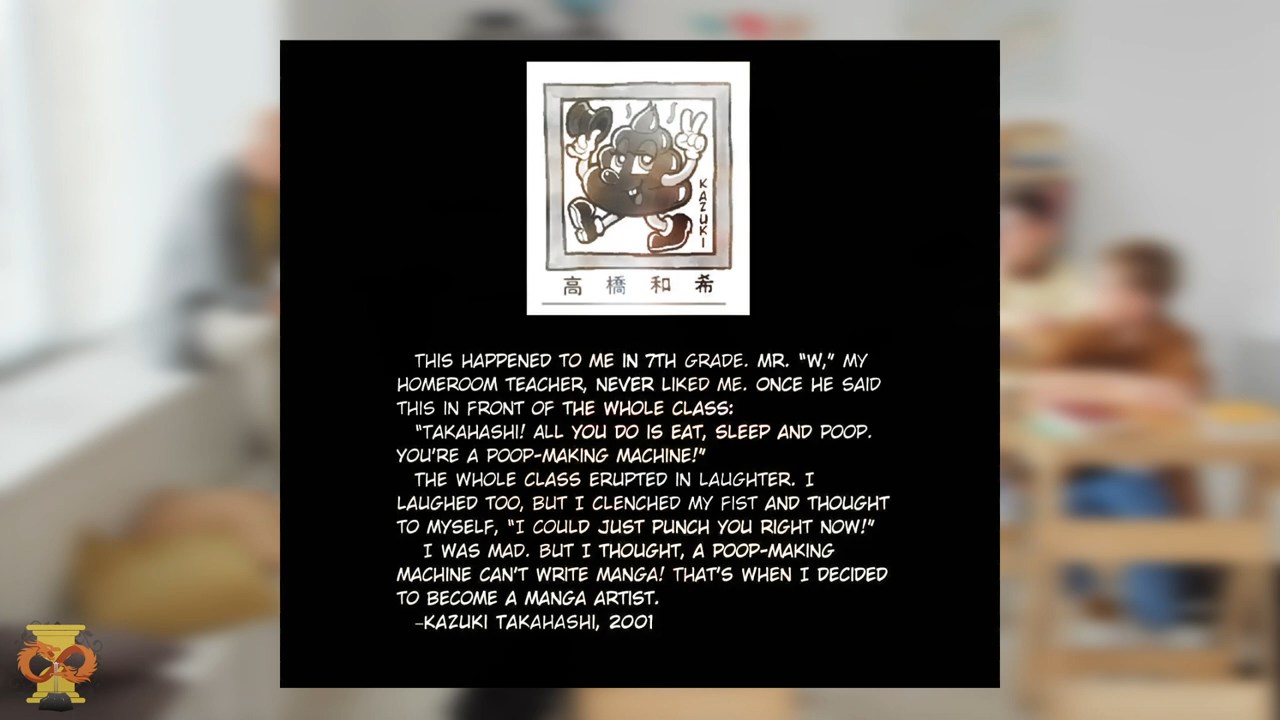 KAZUKI
高橋和希
THIS HAPPENED TO ME IN 7TH GRADE. MR. "W," MY
HOMEROOM TEACHER, NEVER LIKED ME. ONCE HE SAID
THIS IN FRONT OF THE WHOLE CLASS:
"TAKAHASHI! ALL YOU DO IS EAT, SLEEP AND POOP.
YOU'RE A POOP-MAKING MACHINE!"
THE WHOLE CLASS ERUPTED IN LAUGHTER. I
LAUGHED TOO, BUT I CLENCHED MY FIST AND THOUGHT
TO MYSELF, "I COULD JUST PUNCH YOU RIGHT NOW!"
I WAS MAD. BUT I THOUGHT, A POOP-MAKING
MACHINE CAN'T WRITE MANGA! THAT'S WHEN I DECIDED
TO BECOME A MANGA ARTIST.
–KAZUKI TAKAHASHI, 2001